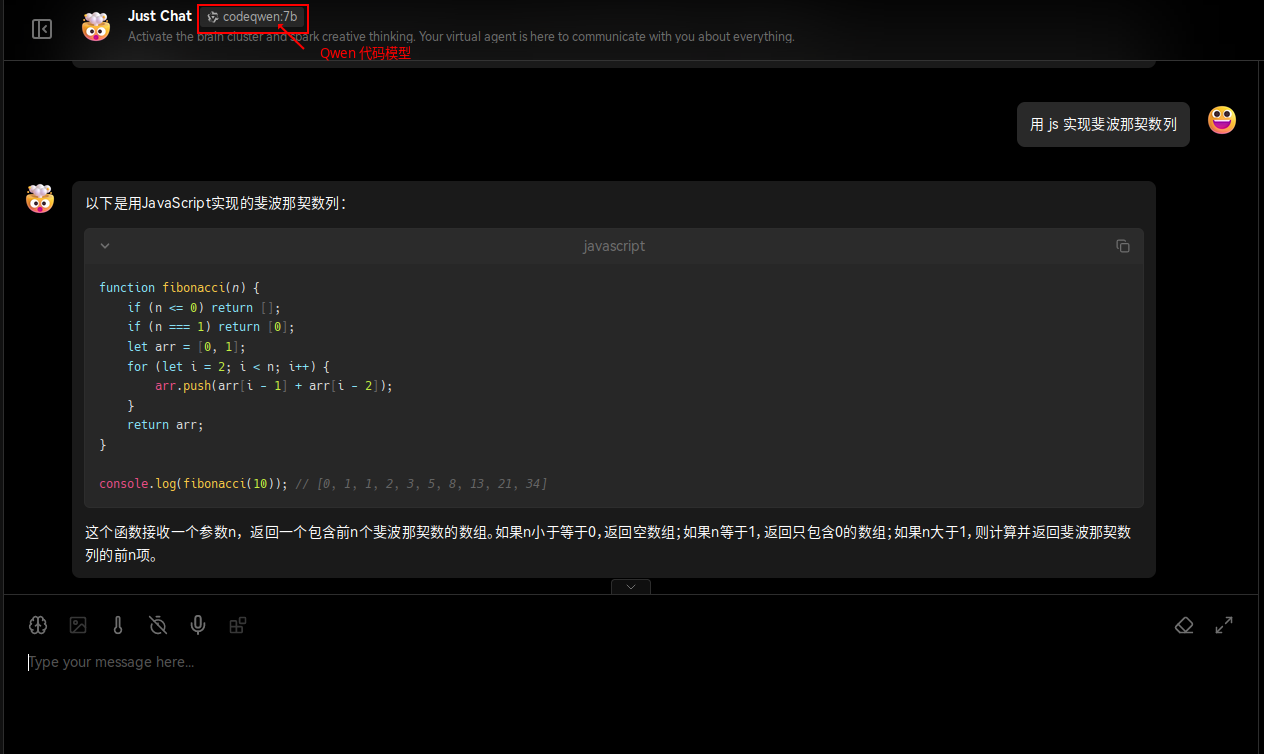 Just Chat codeqwen:7b
Activate the brain cluster and spark creative thinking. Your virtual agent is here to communicate with you about everything.
Qwen 代码模型
用 js 实现斐波那契数列
以下是用JavaScript实现的斐波那契数列：
javascript
function fibonacci(n) {
    if (n <= 0) return [];
    if (n === 1) return [0];
    let arr = [0, 1];
    for (let i = 2; i < n; i++) {
        arr.push(arr[i - 1] + arr[i - 2]);
    }
    return arr;
}
console.log(fibonacci(10)); // [0, 1, 1, 2, 3, 5, 8, 13, 21, 34]
这个函数接收一个参数n，返回一个包含前n个斐波那契数的数组。如果n小于等于0，返回空数组；如果n等于1，返回只包含0的数组；如果n大于1，则计算并返回斐波那契数
列的前n项。
Type your message here...